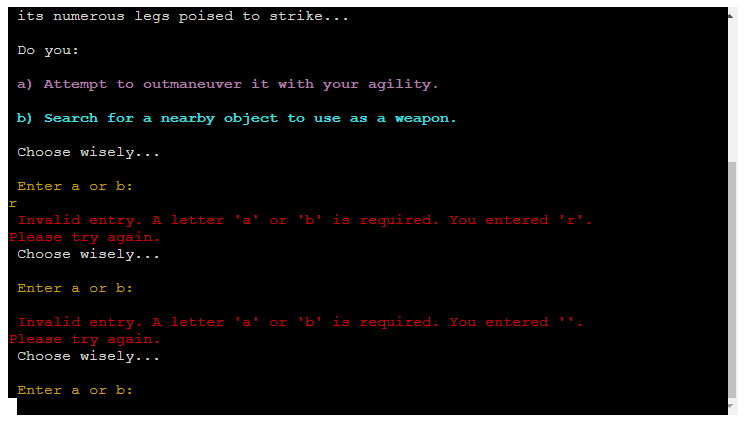 its numerous legs poised to strike...
Do you:
a) Attempt to outmaneuver it with your agility.
b) Search for a nearby object to use as a weapon.
Choose wisely...
Enter a or b:
r
Invalid entry. A letter 'a' or 'b' is required. You entered 'r'.
Please try again.
Choose wisely...
Enter a or b:
Invalid entry. A letter 'a' or 'b' is required. You entered ''.
Please try again.
Choose wisely...
Enter a or b: